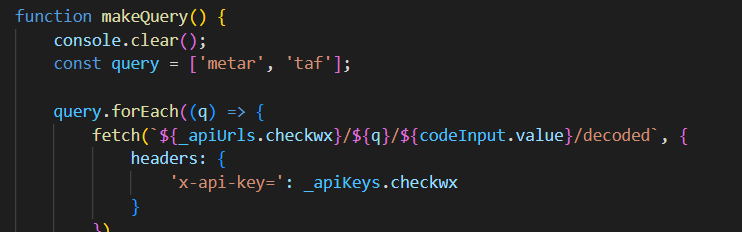 function makeQuery() {
console.clear();
const query = ['metar', 'taf'];
query.forEach((q) => {
fetch(`${_apiUrls.checkwx}/${q}/${codeInput.value}/decoded`, {
headers: {
'x-api-key=': _apiKeys.checkwx
}
})